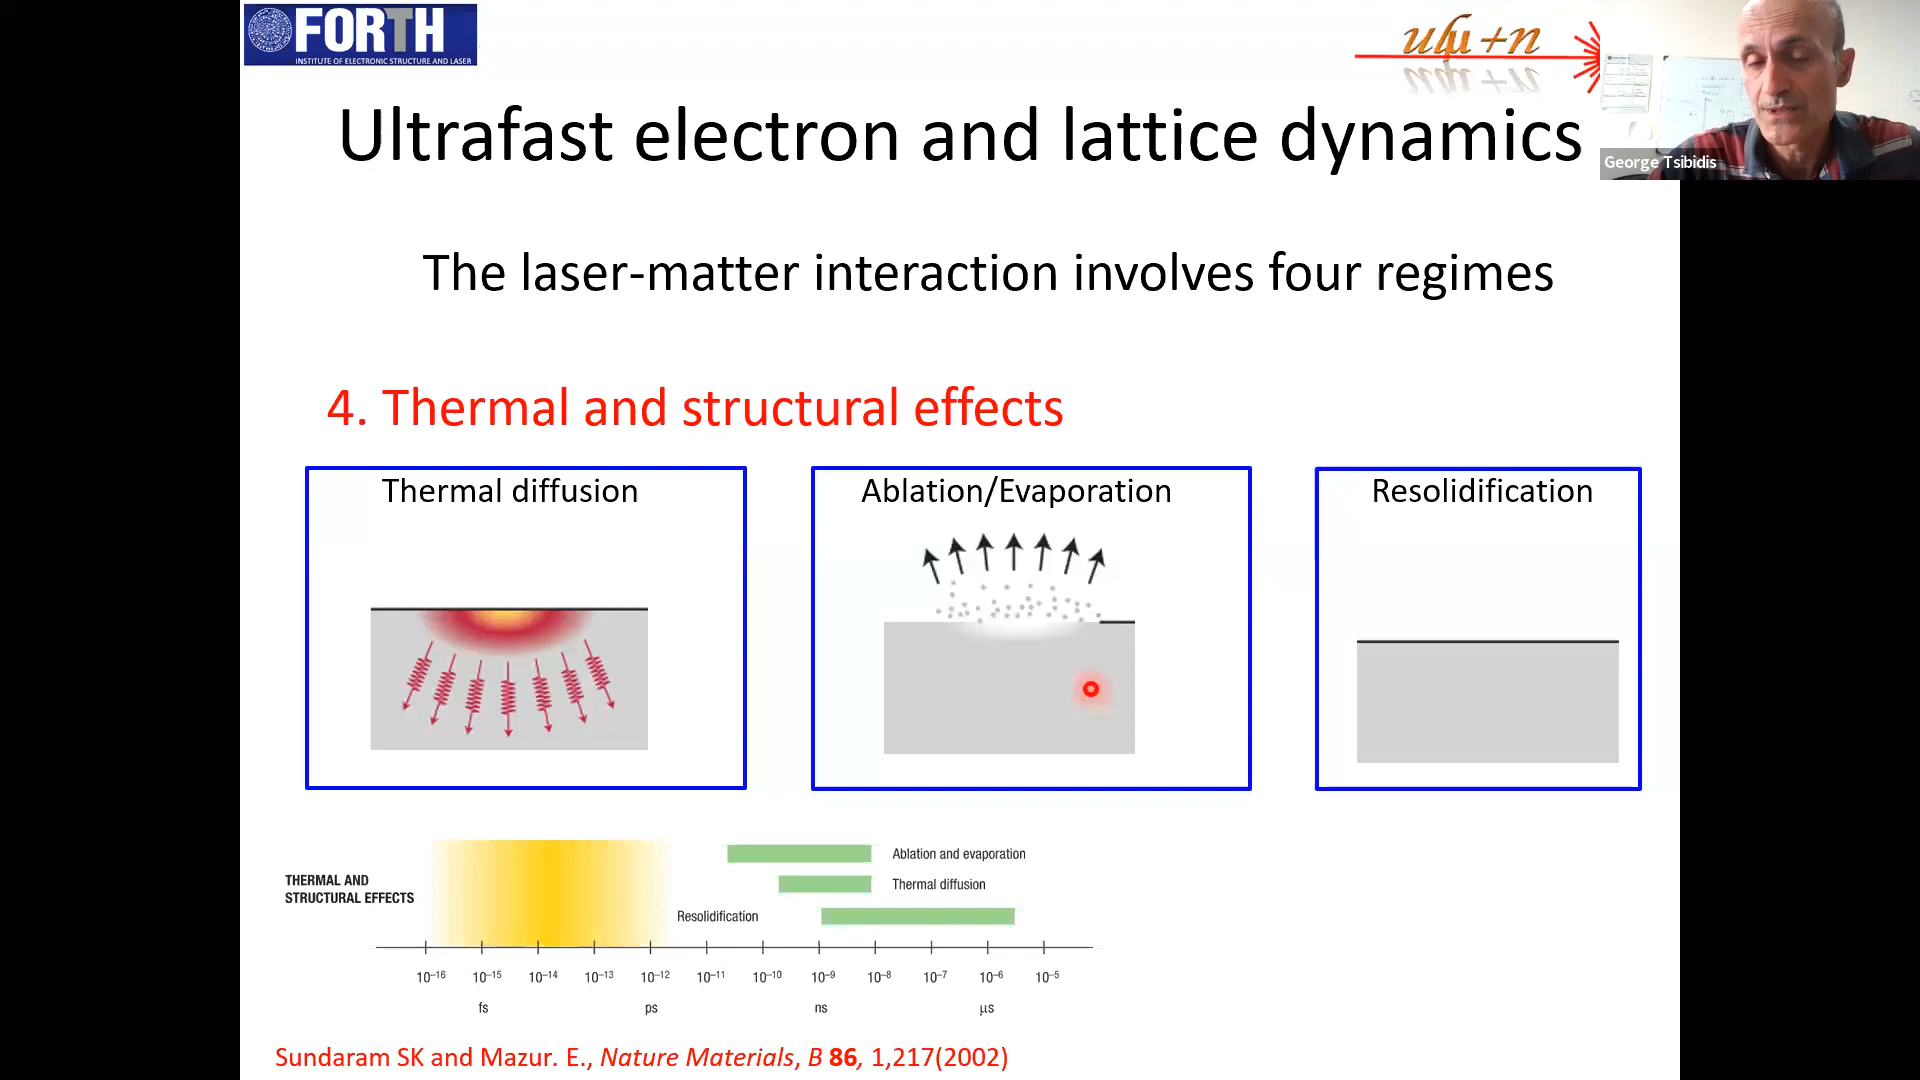 FORTH
INSTITUTE OF ELECTRONIC STRUCTURE AND LASER
George Tsibidis
Ultrafast electron and lattice dynamics
The laser-matter interaction involves four regimes
4. Thermal and structural effects
Thermal diffusion
Ablation/Evaporation
Resolidification
Ablation and evaporation
THERMAL AND
STRUCTURAL EFFECTS
Thermal diffusion
Resolidification
10⁻¹⁶ 10⁻¹⁵ 10⁻¹⁴ 10⁻¹³ 10⁻¹² 10⁻¹¹ 10⁻¹⁰ 10⁻⁹ 10⁻⁸ 10⁻⁷ 10⁻⁶ 10⁻⁵
fs ps ns μs
Sundaram SK and Mazur. E., Nature Materials, B 86, 1,217(2002)